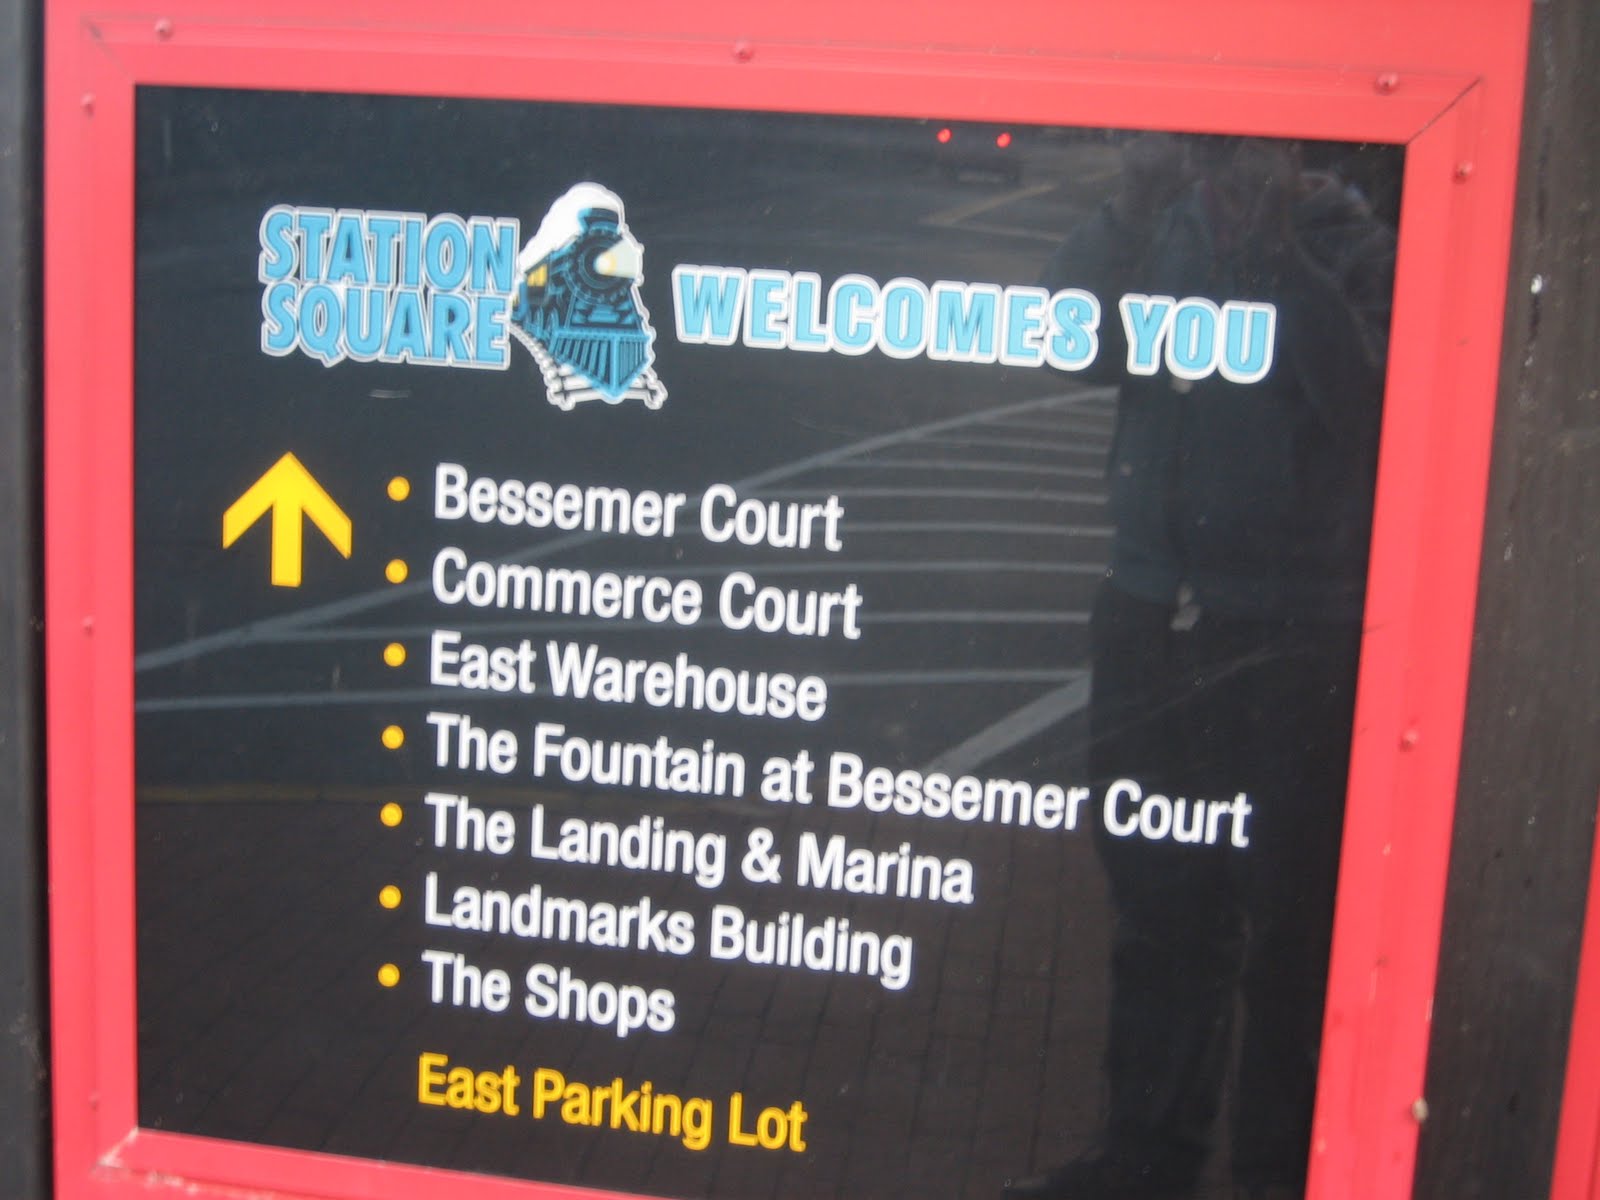 STATION
SQUARE
WELCOMES YOU
• Bessemer Court
• Commerce Court
• East Warehouse
• The Fountain at Bessemer Court
• The Landing & Marina
• Landmarks Building
• The Shops
East Parking Lot